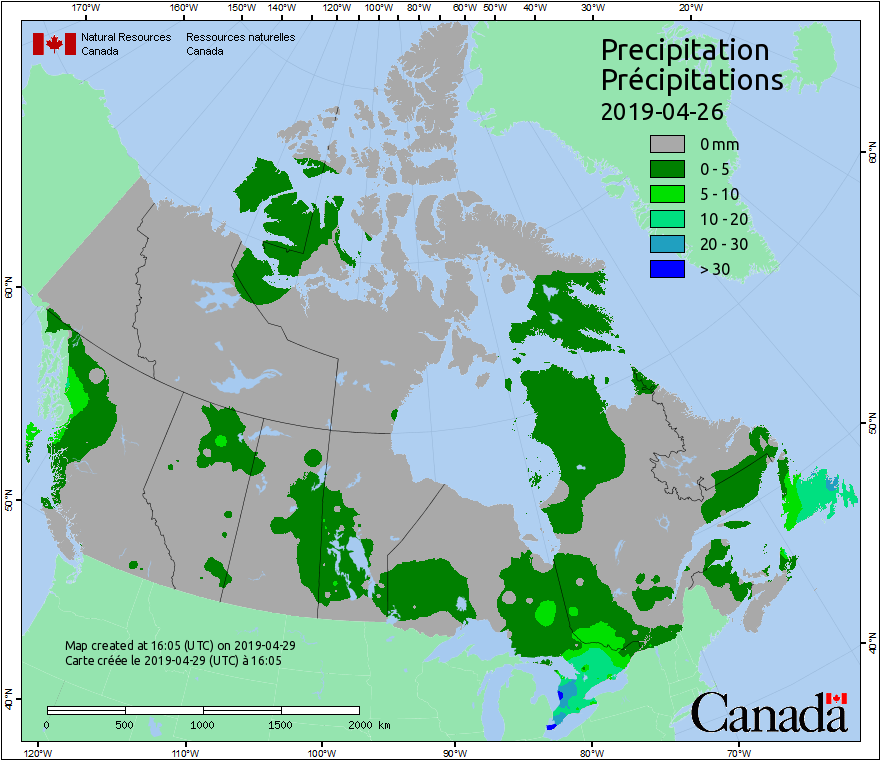 170°W 160°W 150°W 140°W 120°W 100°W 80°W 60°W 50°W 40°W 30°W 20°W
Natural Resources Ressources naturelles
Canada Canada
Precipitation
Précipitations
2019-04-26
0 mm
0 - 5
5 - 10
10 - 20
20 - 30
> 30
60°N
60°N
50°N
50°N
40°N
40°N
Map created at 16:05 (UTC) on 2019-04-29
Carte créée le 2019-04-29 (UTC) à 16:05
0 500 1000 1500 2000 km
Canada
120°W 110°W 100°W 90°W 80°W 70°W